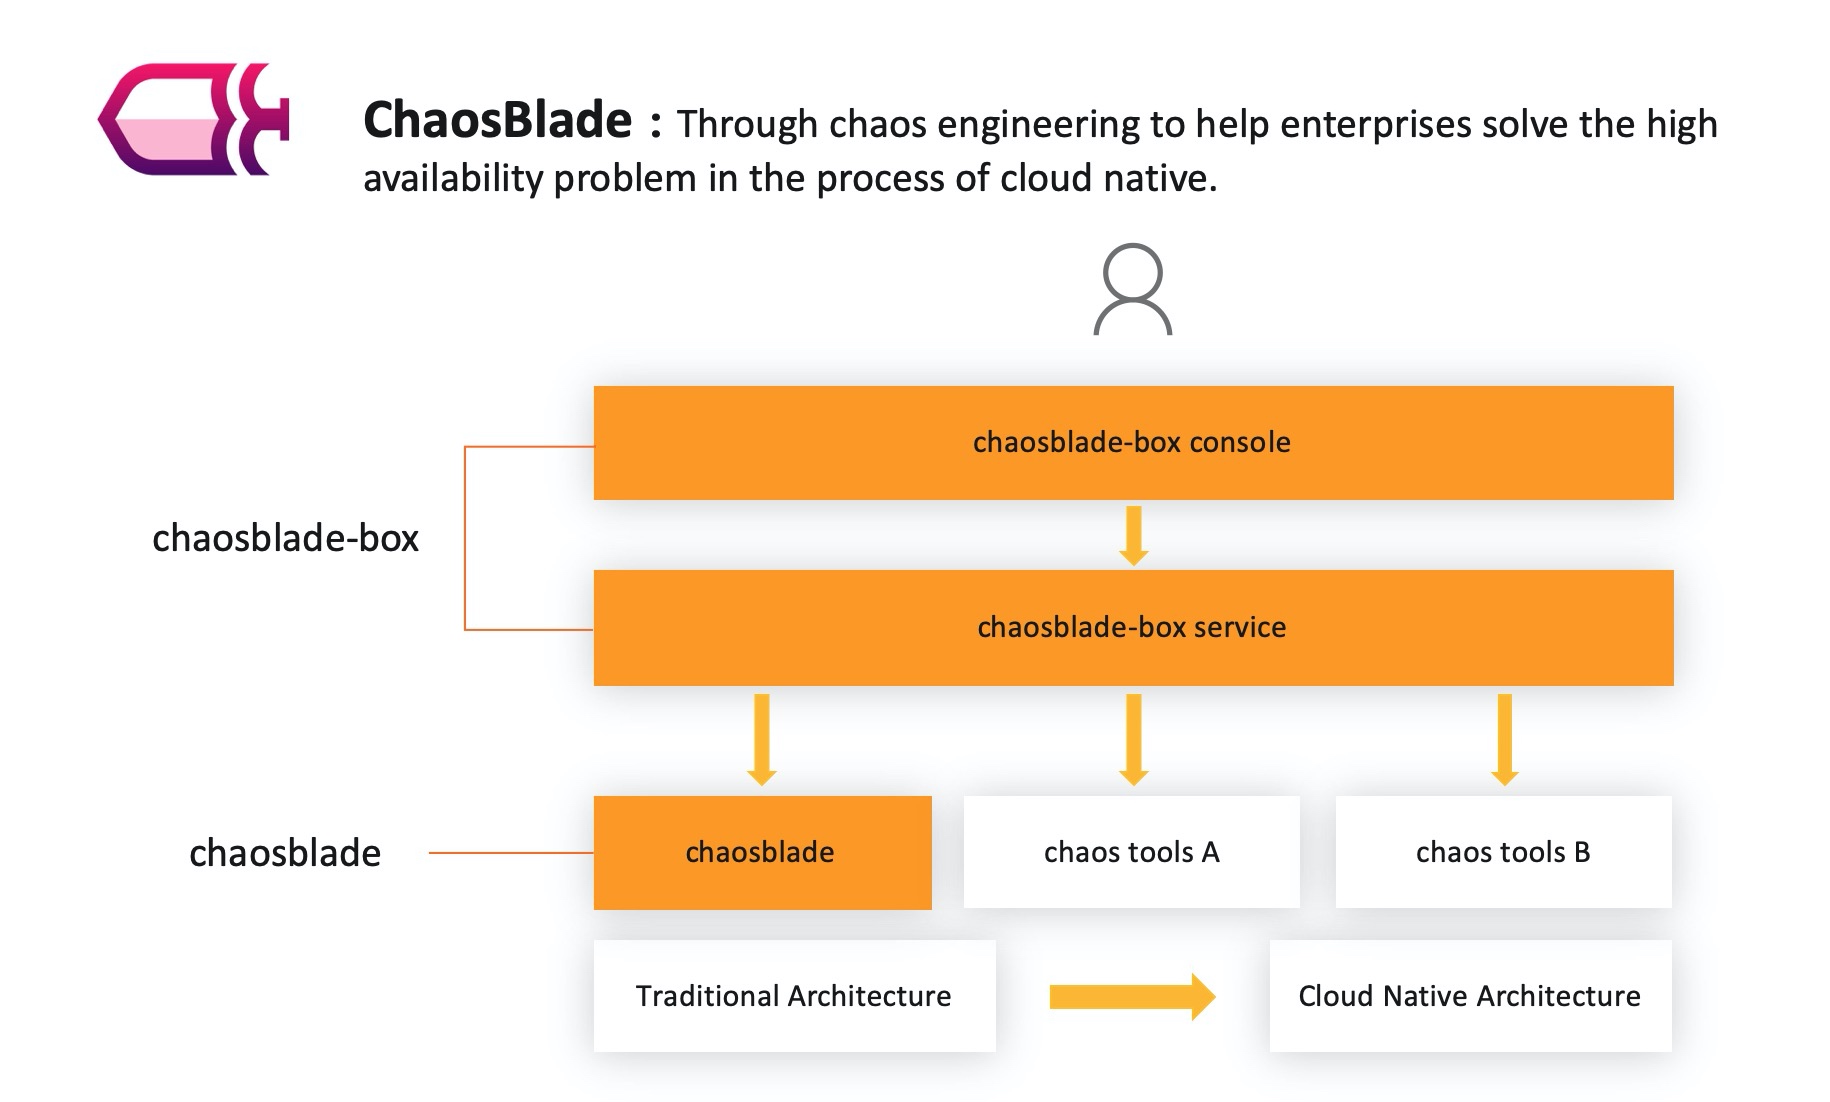 ChaosBlade : Through chaos engineering to help enterprises solve the high
availability problem in the process of cloud native.
chaosblade-box console
chaosblade-box
chaosblade-box service
chaosblade
chaosblade
chaos tools A
chaos tools B
Traditional Architecture
Cloud Native Architecture